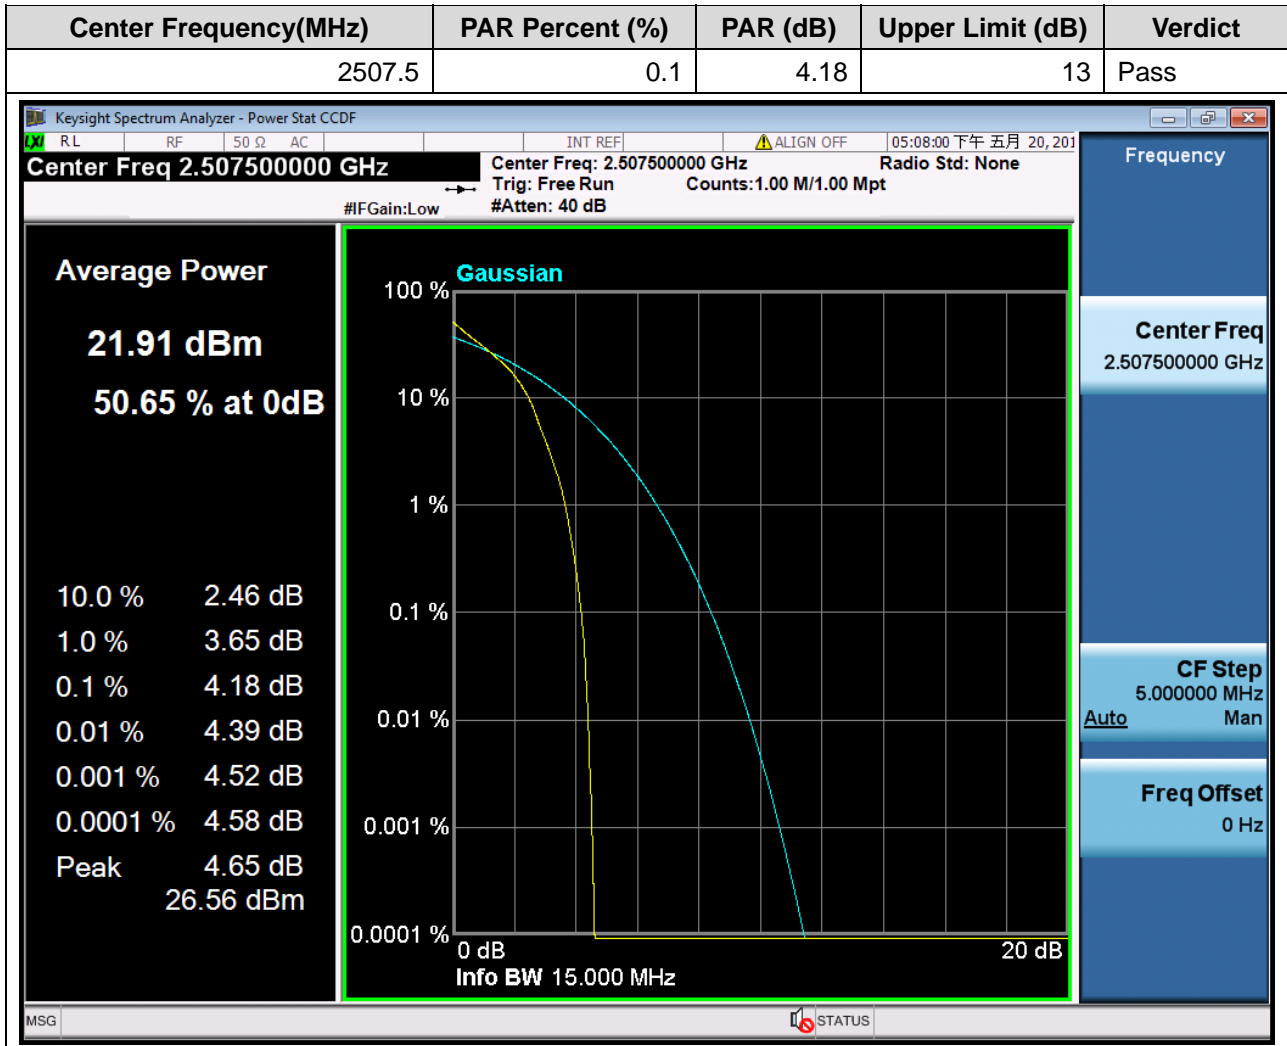 Center Frequency(MHz) PAR Percent (%) PAR (dB) Upper Limit (dB) Verdict
2507.5 0.1 4.18 13 Pass
Keysight Spectrum Analyzer - Power Stat CCDF
LXI RL RF 50 Ω AC INT REF ALIGN OFF 05:08:00 下午 五月 20, 201
Center Freq 2.507500000 GHz
#IFGain:Low
Center Freq: 2.507500000 GHz Radio Std: None
Trig: Free Run Counts:1.00 M/1.00 Mpt
#Atten: 40 dB
Average Power
21.91 dBm
50.65 % at 0dB
10.0 % 2.46 dB
1.0 % 3.65 dB
0.1 % 4.18 dB
0.01 % 4.39 dB
0.001 % 4.52 dB
0.0001 % 4.58 dB
Peak 4.65 dB
26.56 dBm
Gaussian
100 %
10 %
1 %
0.1 %
0.01 %
0.001 %
0.0001 %
0 dB 20 dB
Info BW 15.000 MHz
Frequency
Center Freq
2.507500000 GHz
CF Step
5.000000 MHz
Auto Man
Freq Offset
0 Hz
MSG STATUS